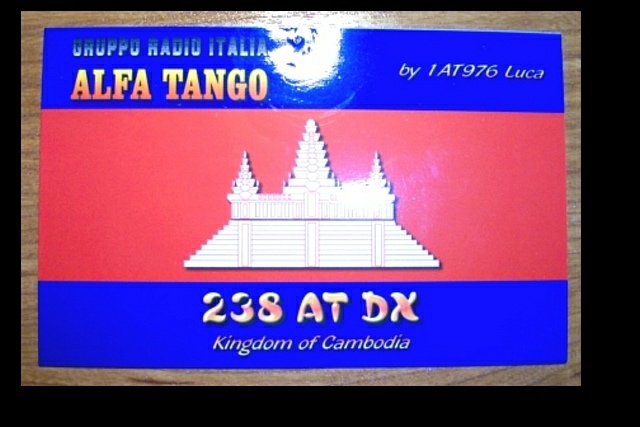 GRUPPO RADIO ITALIA
ALFA TANGO
by 1AT976 Luca
238 AT DX
Kingdom of Cambodia